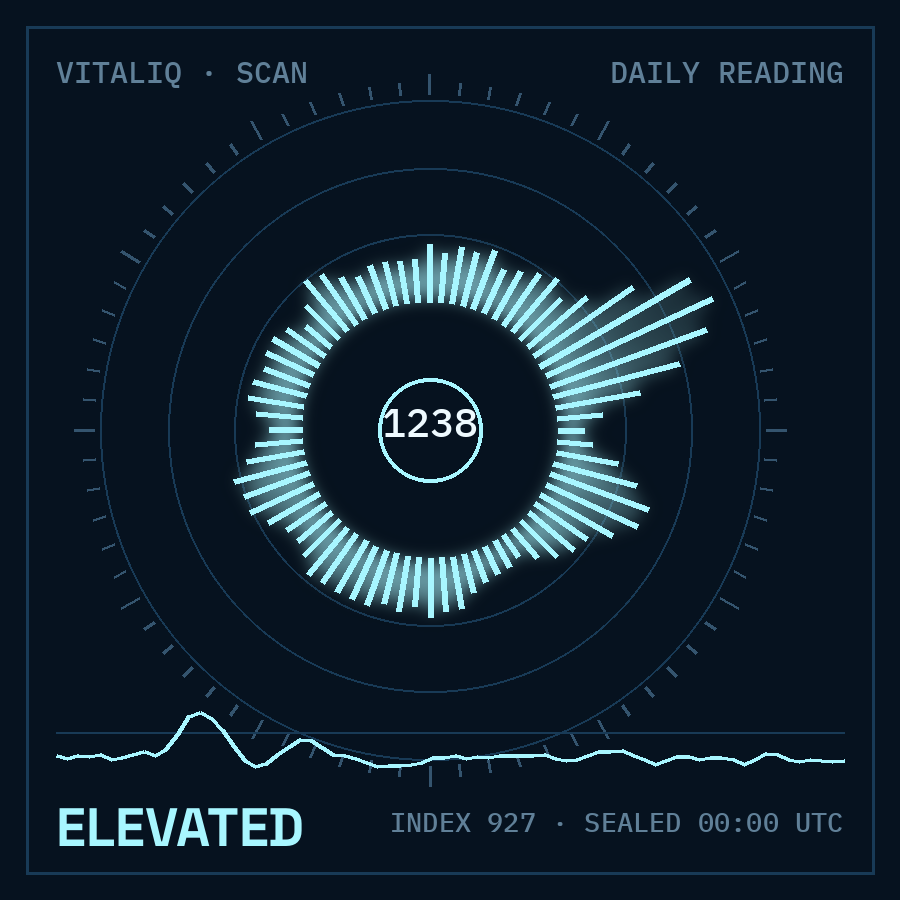 VITALIQ · SCAN
DAILY READING
1238
ELEVATED
INDEX 927 · SEALED 00:00 UTC